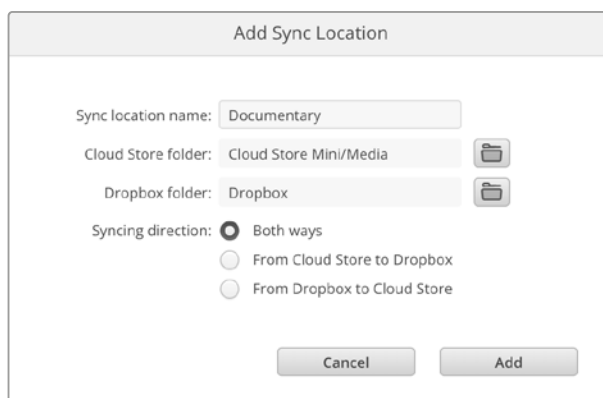 Add Sync Location
Sync location name: Documentary
Cloud Store folder: Cloud Store Mini/Media
Dropbox folder: Dropbox
Syncing direction: Both ways
From Cloud Store to Dropbox
From Dropbox to Cloud Store
Cancel Add